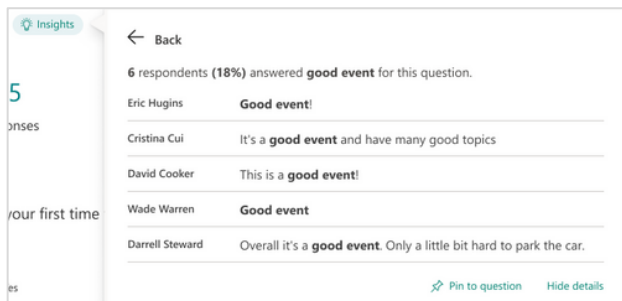 Insights
Back
6 respondents (18%) answered good event for this question.
5
Eric Hugins Good event!
onses
Cristina Cui It's a good event and have many good topics
David Cooker This is a good event!
your first time
Wade Warren Good event
Darrell Steward Overall it's a good event. Only a little bit hard to park the car.
es
Pin to question Hide details